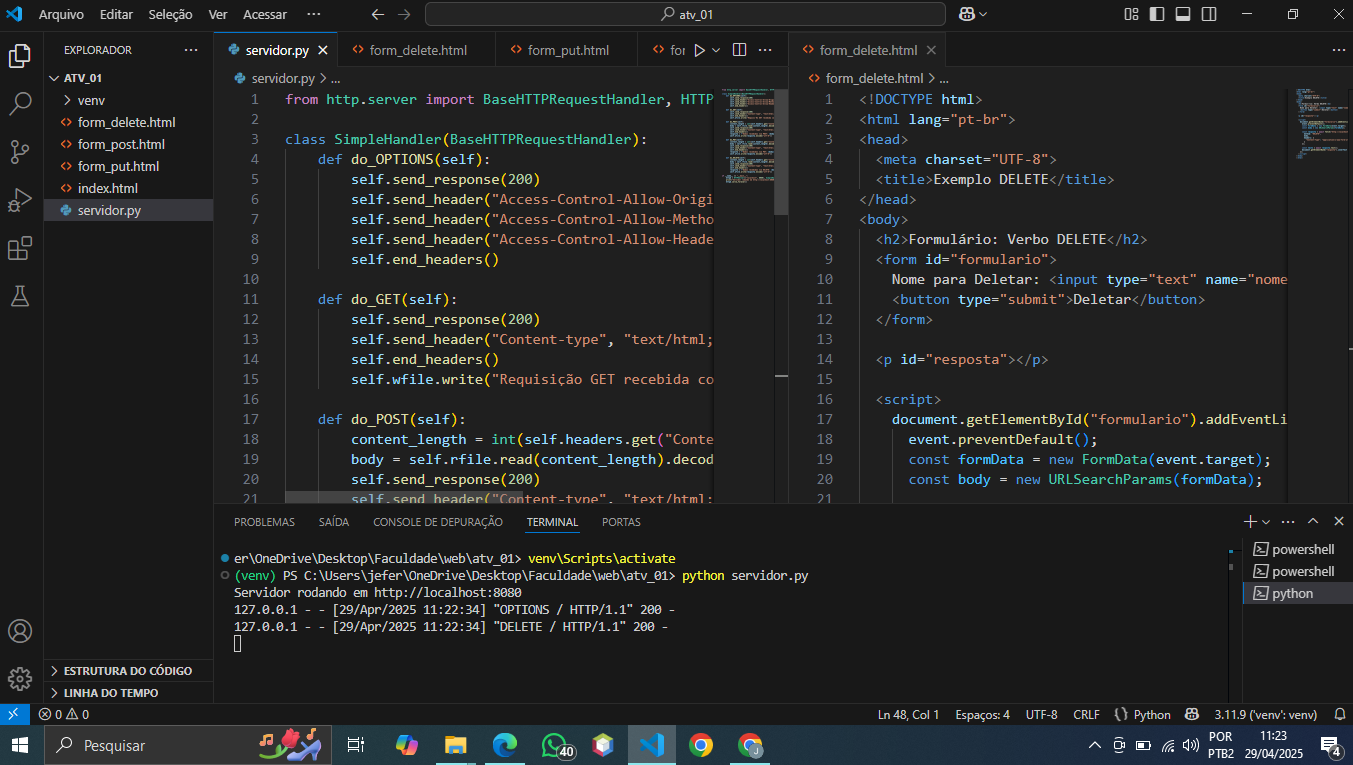 Arquivo Editar Seleção Ver Acessar ··· atv_01
EXPLORADOR ···
ATV_01
venv
form_delete.html
form_post.html
form_put.html
index.html
servidor.py
ESTRUTURA DO CÓDIGO
LINHA DO TEMPO
servidor.py form_delete.html form_put.html for ···
servidor.py > ...
1 from http.server import BaseHTTPRequestHandler, HTTP
2
3 class SimpleHandler(BaseHTTPRequestHandler):
4 def do_OPTIONS(self):
5 self.send_response(200)
6 self.send_header("Access-Control-Allow-Origi
7 self.send_header("Access-Control-Allow-Metho
8 self.send_header("Access-Control-Allow-Heade
9 self.end_headers()
10
11 def do_GET(self):
12 self.send_response(200)
13 self.send_header("Content-type", "text/html;
14 self.end_headers()
15 self.wfile.write("Requisição GET recebida co
16
17 def do_POST(self):
18 content_length = int(self.headers.get("Conte
19 body = self.rfile.read(content_length).decod
20 self.send_response(200)
21 self.send_header("Content-type", "text/html;
form_delete.html ···
form_delete.html > ...
1 <!DOCTYPE html>
2 <html lang="pt-br">
3 <head>
4 <meta charset="UTF-8">
5 <title>Exemplo DELETE</title>
6 </head>
7 <body>
8 <h2>Formulário: Verbo DELETE</h2>
9 <form id="formulario">
10 Nome para Deletar: <input type="text" name="nome
11 <button type="submit">Deletar</button>
12 </form>
13
14 <p id="resposta"></p>
15
16 <script>
17 document.getElementById("formulario").addEventLi
18 event.preventDefault();
19 const formData = new FormData(event.target);
20 const body = new URLSearchParams(formData);
21
PROBLEMAS SAÍDA CONSOLE DE DEPURAÇÃO TERMINAL PORTAS
er\OneDrive\Desktop\Faculdade\web\atv_01> venv\Scripts\activate
(venv) PS C:\Users\jefer\OneDrive\Desktop\Faculdade\web\atv_01> python servidor.py
Servidor rodando em http://localhost:8080
127.0.0.1 - - [29/Apr/2025 11:22:34] "OPTIONS / HTTP/1.1" 200 -
127.0.0.1 - - [29/Apr/2025 11:22:34] "DELETE / HTTP/1.1" 200 -
powershell
powershell
python
0 0 Ln 48, Col 1 Espaços: 4 UTF-8 CRLF {} Python 3.11.9 ('venv': venv)
Pesquisar
40
J
POR
PTB2
11:23
29/04/2025
4